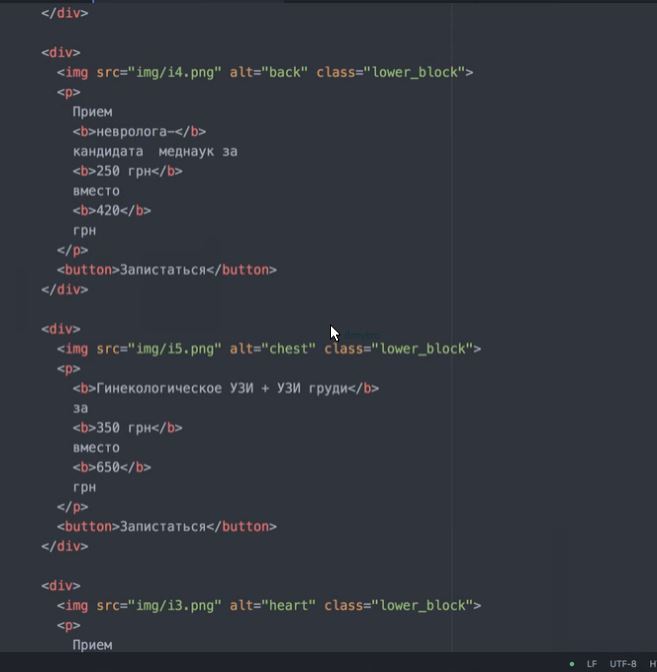 </div>
<div>
<img src="img/i4.png" alt="back" class="lower_block">
<p>
Прием
<b>невролога–</b>
кандидата  меднаук за
<b>250 грн</b>
вместо
<b>420</b>
грн
</p>
<button>Запистаться</button>
</div>
<div>
<img src="img/i5.png" alt="chest" class="lower_block">
<p>
<b>Гинекологическое УЗИ + УЗИ груди</b>
за
<b>350 грн</b>
вместо
<b>650</b>
грн
</p>
<button>Запистаться</button>
</div>
<div>
<img src="img/i3.png" alt="heart" class="lower_block">
<p>
Прием
LF UTF-8 H